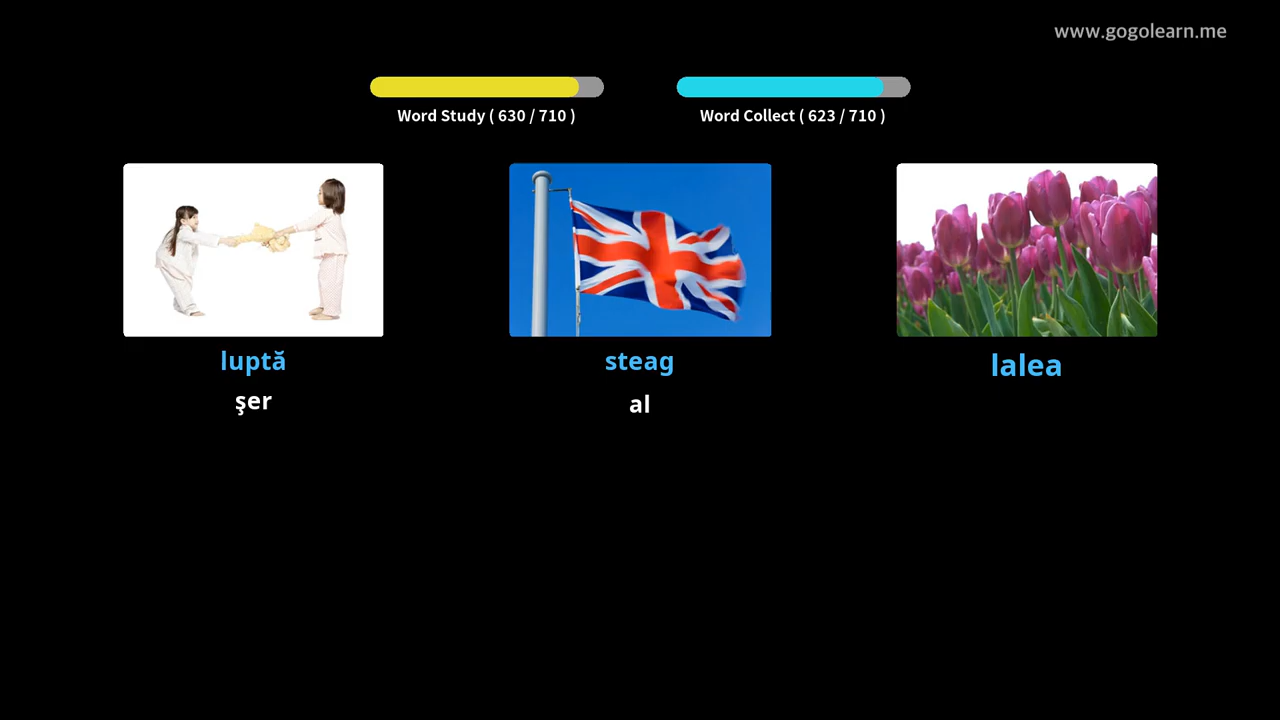 www.gogolearn.me
Word Study ( 630 / 710 )
Word Collect ( 623 / 710 )
luptă
steag
lalea
şer
al